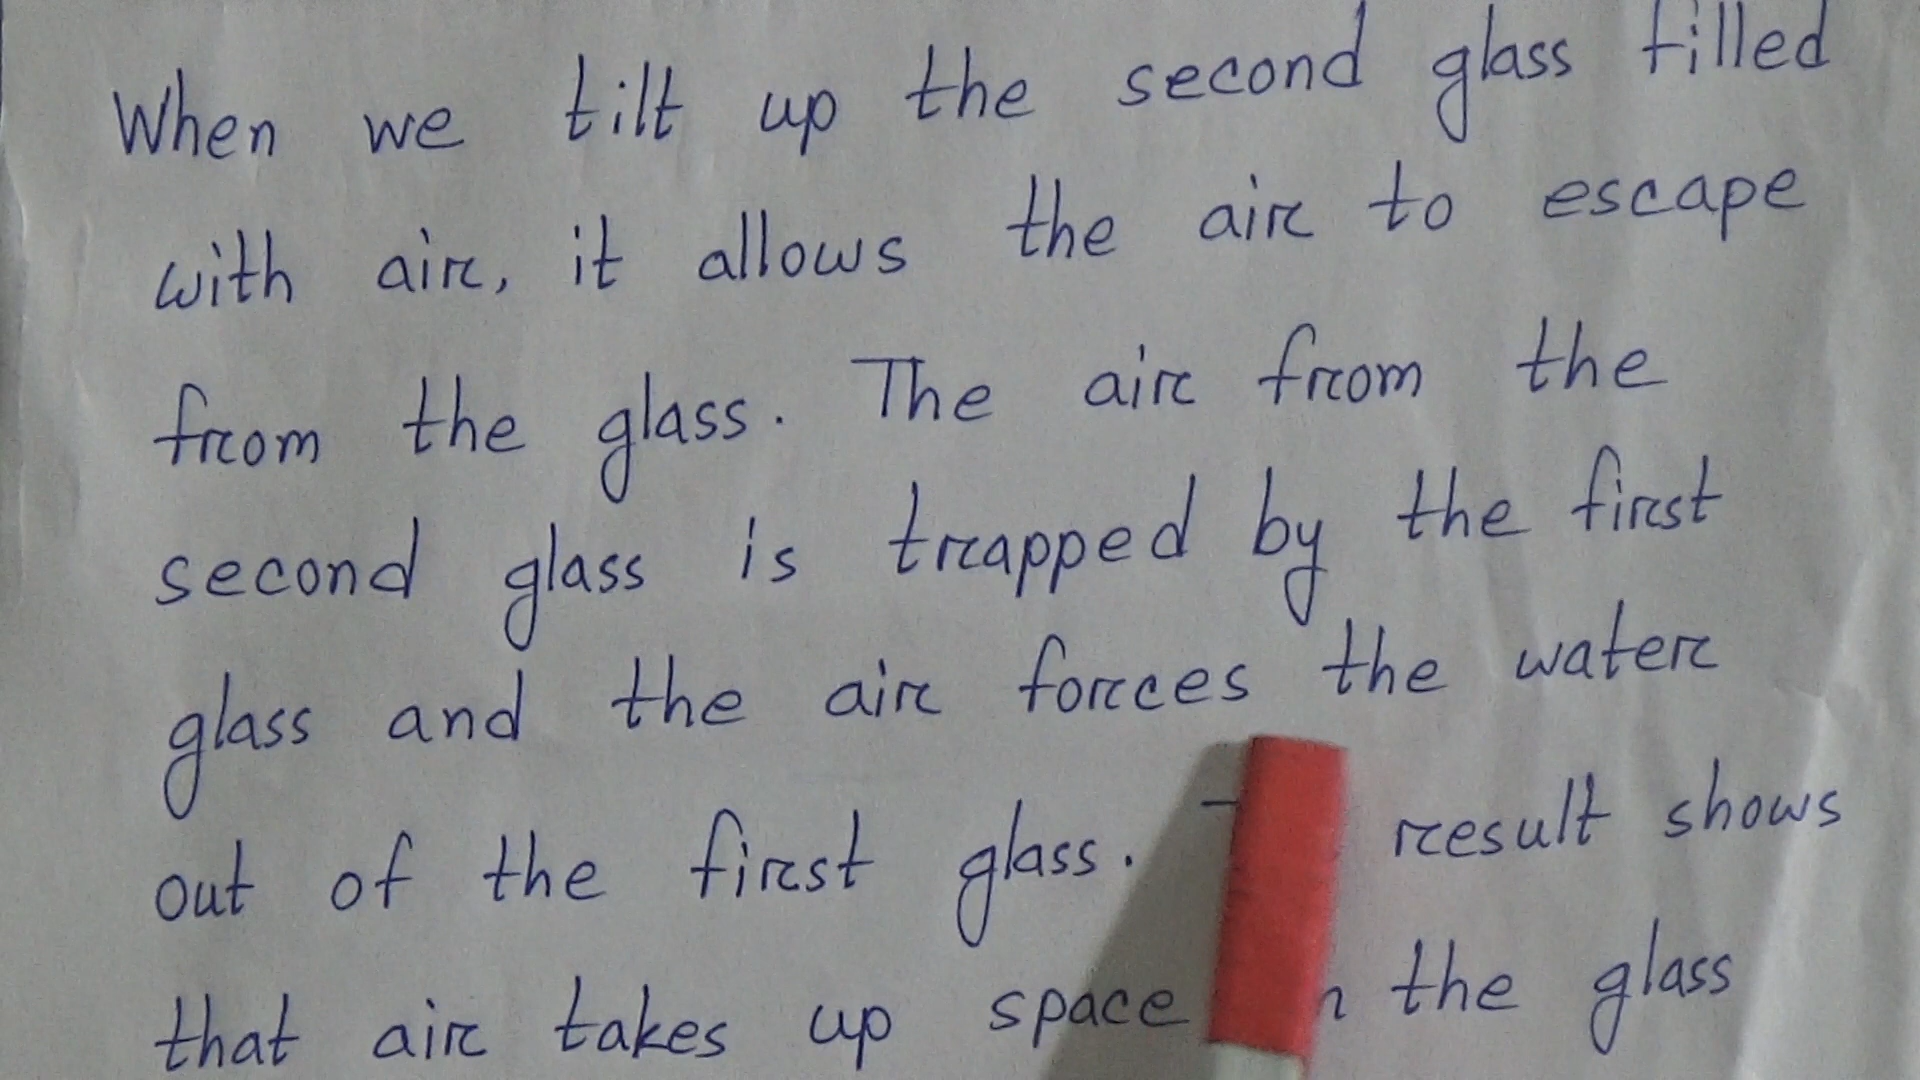 When we tilt up the second glass filled
with air, it allows the air to escape
from the glass. The air from the
second glass is trapped by the first
glass and the air forces the water
out of the first glass. result shows
that air takes up space the glass